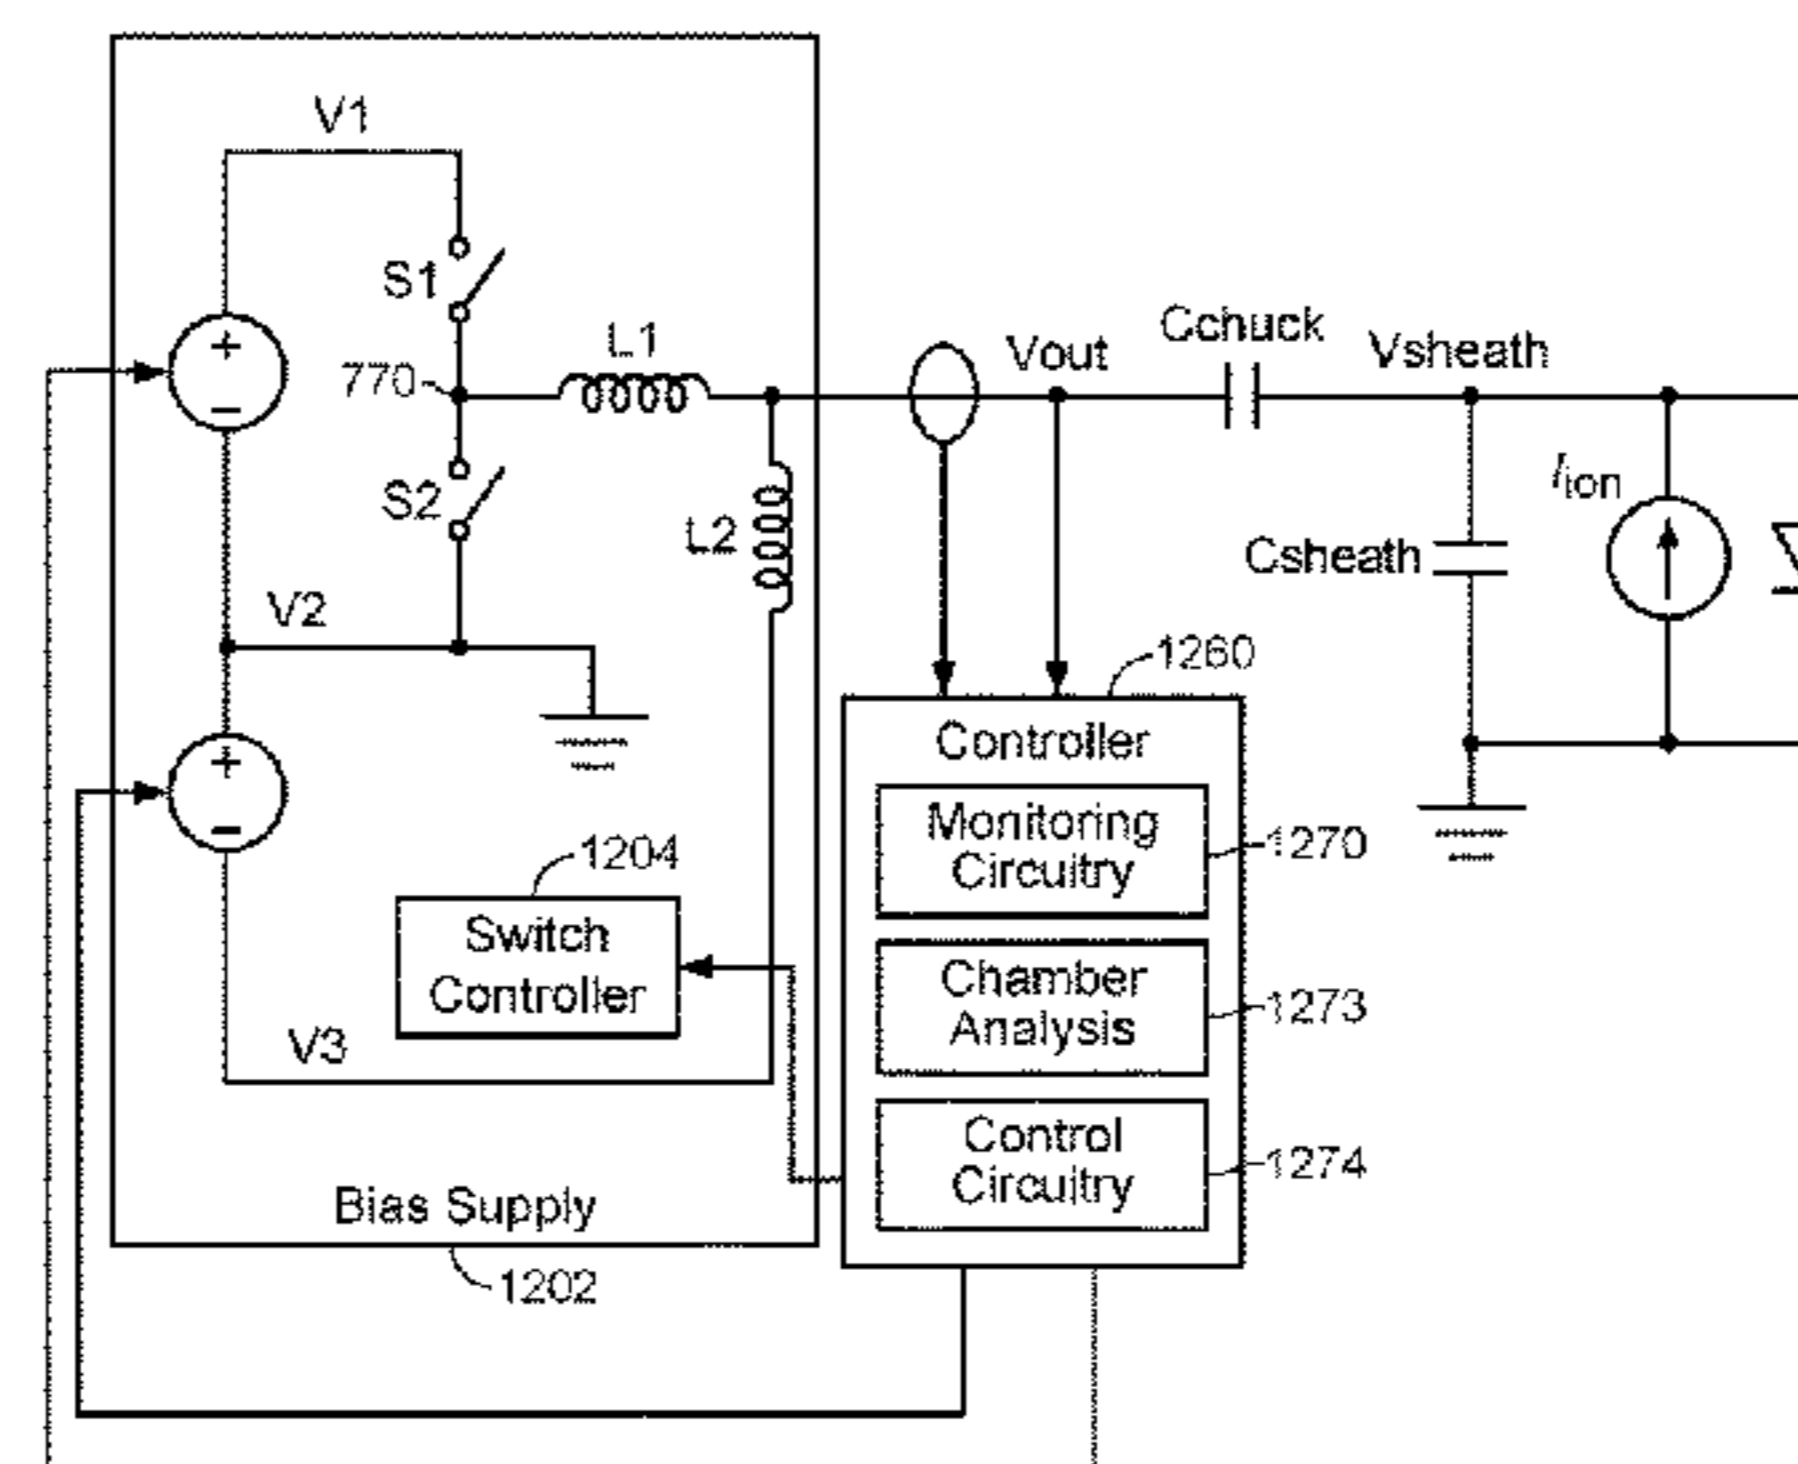 V1
S1
L1
770
Vout
Cchuck
Vsheath
S2
L2
Iion
Csheath
V2
1260
Controller
Monitoring
Circuitry
1270
1204
Switch
Controller
Chamber
Analysis
1273
V3
Control
Circuitry
1274
Bias Supply
1202